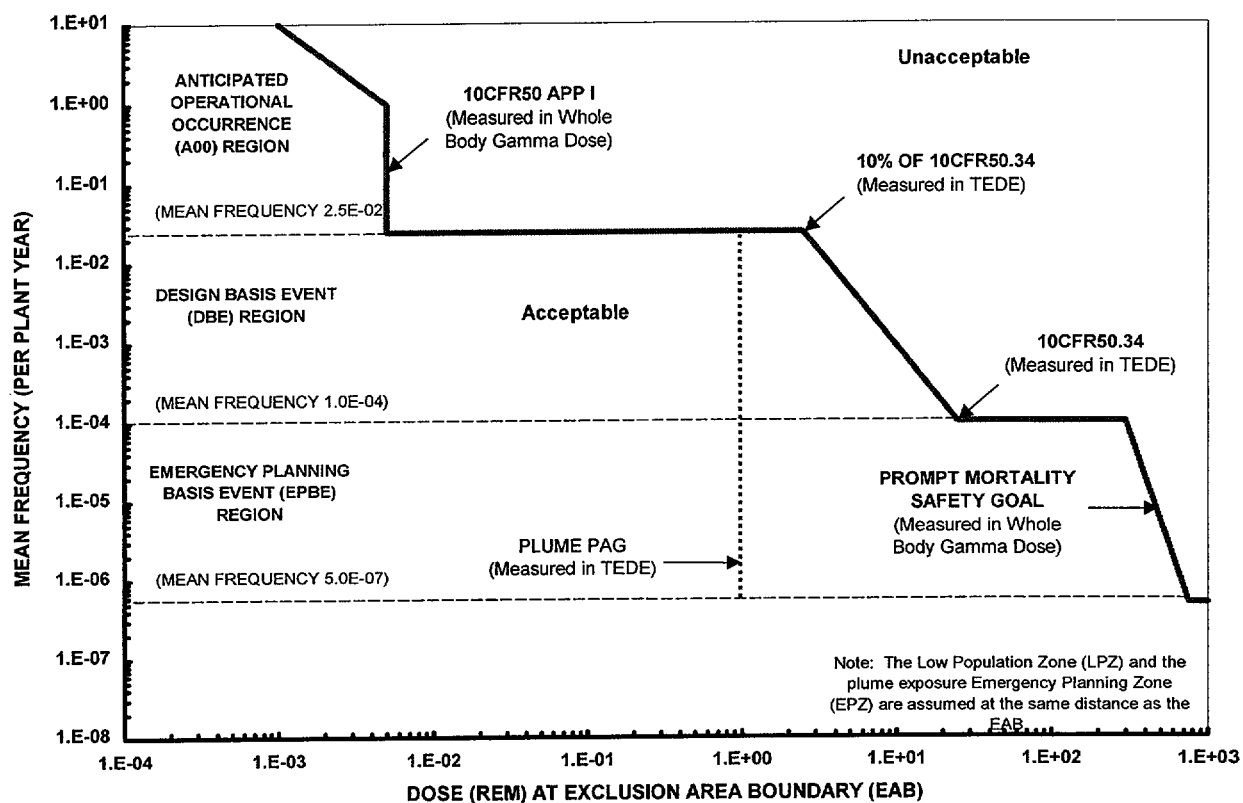 1.E+01
1.E+00
1.E-01
1.E-02
1.E-03
1.E-04
1.E-05
1.E-06
1.E-07
1.E-08
MEAN FREQUENCY (PER PLANT YEAR)
ANTICIPATED
OPERATIONAL
OCCURRENCE
(A00) REGION
10CFR50 APP I
(Measured in Whole
Body Gamma Dose)
Unacceptable
10% OF 10CFR50.34
(Measured in TEDE)
(MEAN FREQUENCY 2.5E-02
DESIGN BASIS EVENT
(DBE) REGION
Acceptable
10CFR50.34
(Measured in TEDE)
(MEAN FREQUENCY 1.0E-04)
EMERGENCY PLANNING
BASIS EVENT (EPBE)
REGION
PROMPT MORTALITY
SAFETY GOAL
(Measured in Whole
Body Gamma Dose)
PLUME PAG
(Measured in TEDE)
(MEAN FREQUENCY 5.0E-07)
Note: The Low Population Zone (LPZ) and the
plume exposure Emergency Planning Zone
(EPZ) are assumed at the same distance as the
EAB
1.E-04
1.E-03
1.E-02
1.E-01
1.E+00
1.E+01
1.E+02
1.E+03
DOSE (REM) AT EXCLUSION AREA BOUNDARY (EAB)